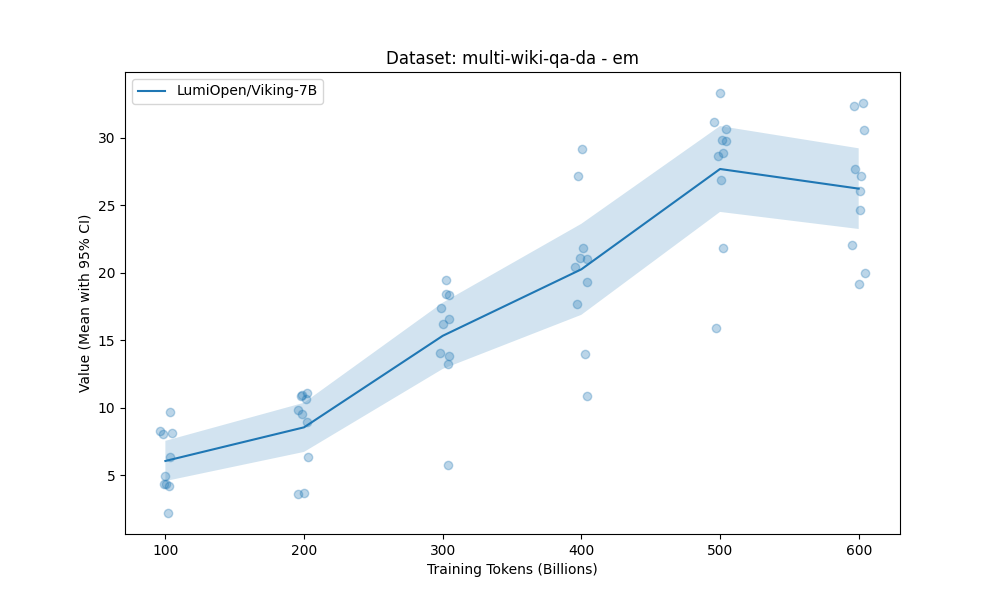 Dataset: multi-wiki-qa-da - em
LumiOpen/Viking-7B
Value (Mean with 95% CI)
30
25
20
15
10
5
100 200 300 400 500 600
Training Tokens (Billions)